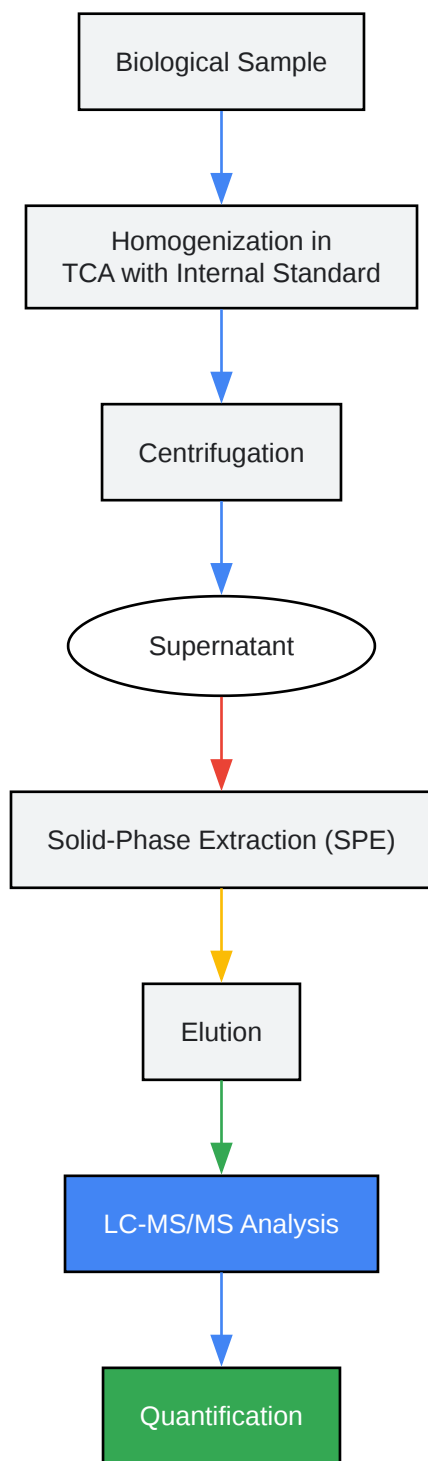 Biological Sample
Homogenization in
TCA with Internal Standard
Centrifugation
Supernatant
Solid-Phase Extraction (SPE)
Elution
LC-MS/MS Analysis
Quantification